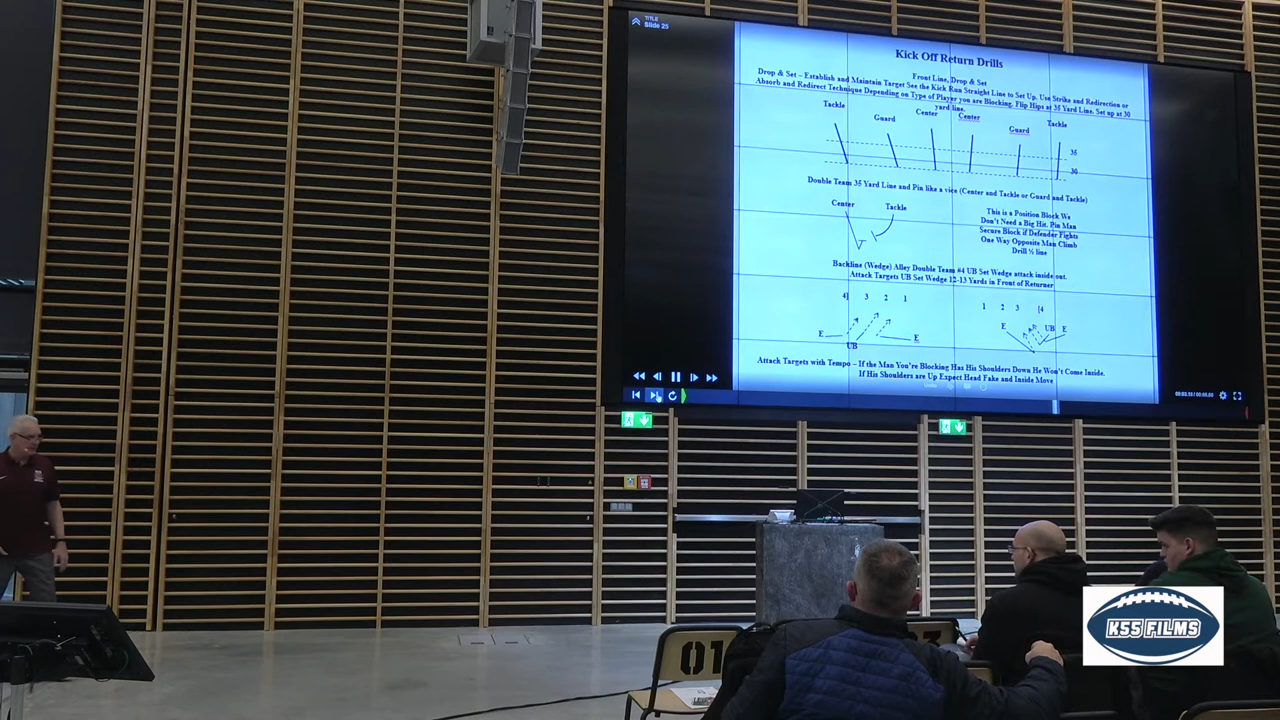 TITLE
Slide 25
Kick Off Return Drills
Front Line, Drop & Set
Drop & Set – Establish and Maintain Target See the Kick Run Straight Line to Set Up. Use Strike and Redirection or
Absorb and Redirect Technique Depending on Type of Player you are Blocking. Flip Hips at 35 Yard Line. Set up at 30
yard line.
Tackle
Guard
Center
Center
Guard
Tackle
35
30
Double Team 35 Yard Line and Pin like a vice (Center and Tackle or Guard and Tackle)
Center
Tackle
This is a Position Block We
Don't Need a Big Hit. Pin Man
Secure Block if Defender Fights
One Way Opposite Man Climb
Drill ½ line
Backline (Wedge) Alley Double Team #4 UB Set Wedge attack inside out.
Attack Targets UB Set Wedge 12-13 Yards in Front of Returner
4] 3 2 1
1 2 3 [4
E UB E
E UB E
Attack Targets with Tempo – If the Man You're Blocking Has His Shoulders Down He Won't Come Inside.
If His Shoulders are Up Expect Head Fake and Inside Move
01
KSS FILMS